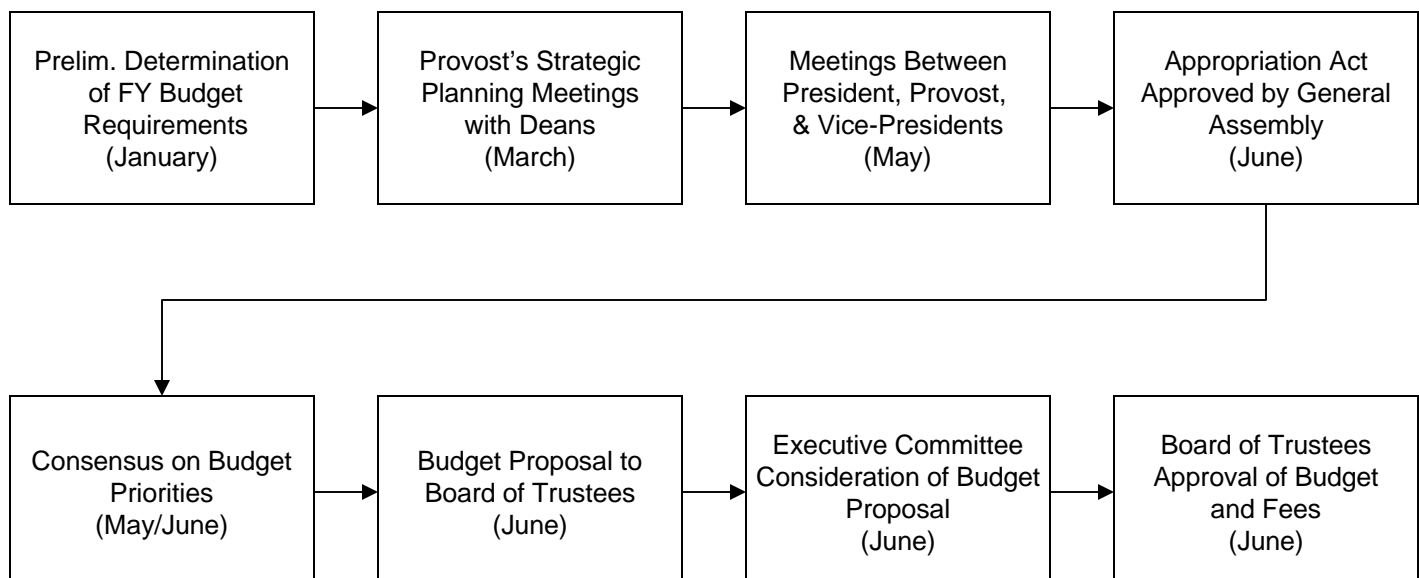 Prelim. Determination
of FY Budget
Requirements
(January)
Provost's Strategic
Planning Meetings
with Deans
(March)
Meetings Between
President, Provost,
& Vice-Presidents
(May)
Appropriation Act
Approved by General
Assembly
(June)
Consensus on Budget
Priorities
(May/June)
Budget Proposal to
Board of Trustees
(June)
Executive Committee
Consideration of Budget
Proposal
(June)
Board of Trustees
Approval of Budget
and Fees
(June)